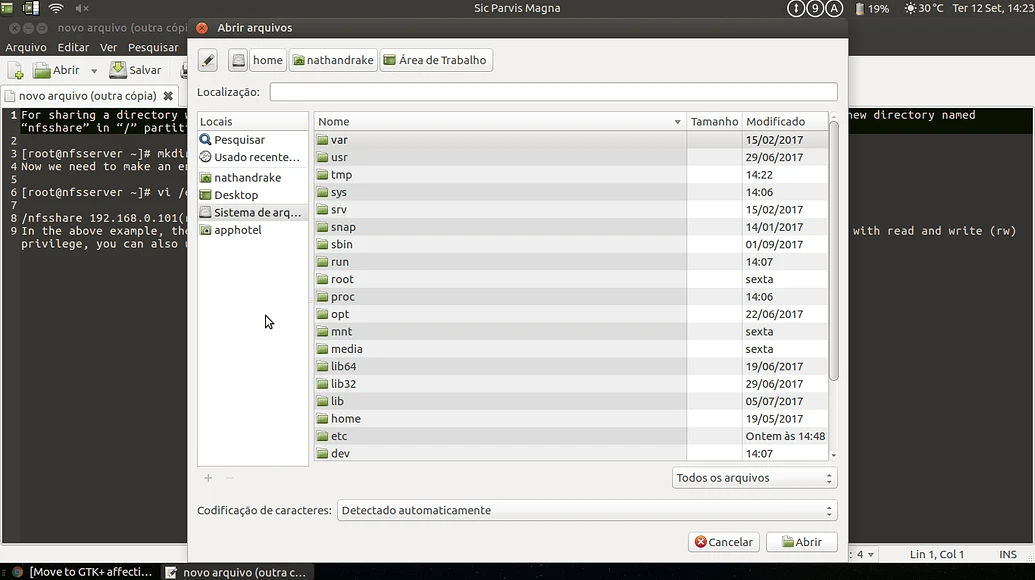 Sic Parvis Magna
9 A 19% 30°C Ter 12 Set, 14:23
novo arquivo (outra cópi
Abrir arquivos
Arquivo Editar Ver Pesquisar
Abrir Salvar
home nathandrake Área de Trabalho
Localização:
novo arquivo (outra cópia)
1 For sharing a directory w
new directory named
“nfsshare” in “/” partit
2
3 [root@nfsserver ~]# mkdi
4 Now we need to make an en
5
6 [root@nfsserver ~]# vi /e
7
8 /nfsshare 192.168.0.101(r
9 In the above example, the
with read and write (rw)
privilege, you can also u
Locais
Pesquisar
Usado recente...
nathandrake
Desktop
Sistema de arq...
apphotel
Nome Tamanho Modificado
var 15/02/2017
usr 29/06/2017
tmp 14:22
sys 14:06
srv 15/02/2017
snap 14/01/2017
sbin 01/09/2017
run 14:07
root sexta
proc 14:06
opt 22/06/2017
mnt sexta
media sexta
lib64 19/06/2017
lib32 29/06/2017
lib 05/07/2017
home 19/05/2017
etc Ontem às 14:48
dev 14:07
Todos os arquivos
Codificação de caracteres: Detectado automaticamente
Cancelar Abrir
: 4 Lin 1, Col 1 INS
[Move to GTK+ affecti... novo arquivo (outra c...